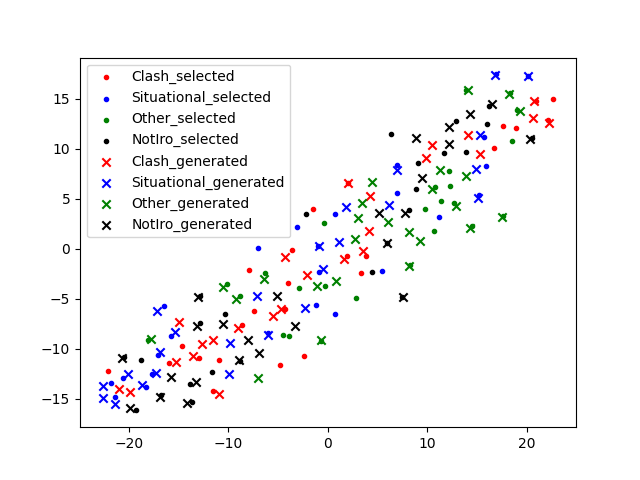 Clash_selected
Situational_selected
Other_selected
NotIro_selected
Clash_generated
Situational_generated
Other_generated
NotIro_generated
15
10
5
0
−5
−10
−15
−20 −10 0 10 20